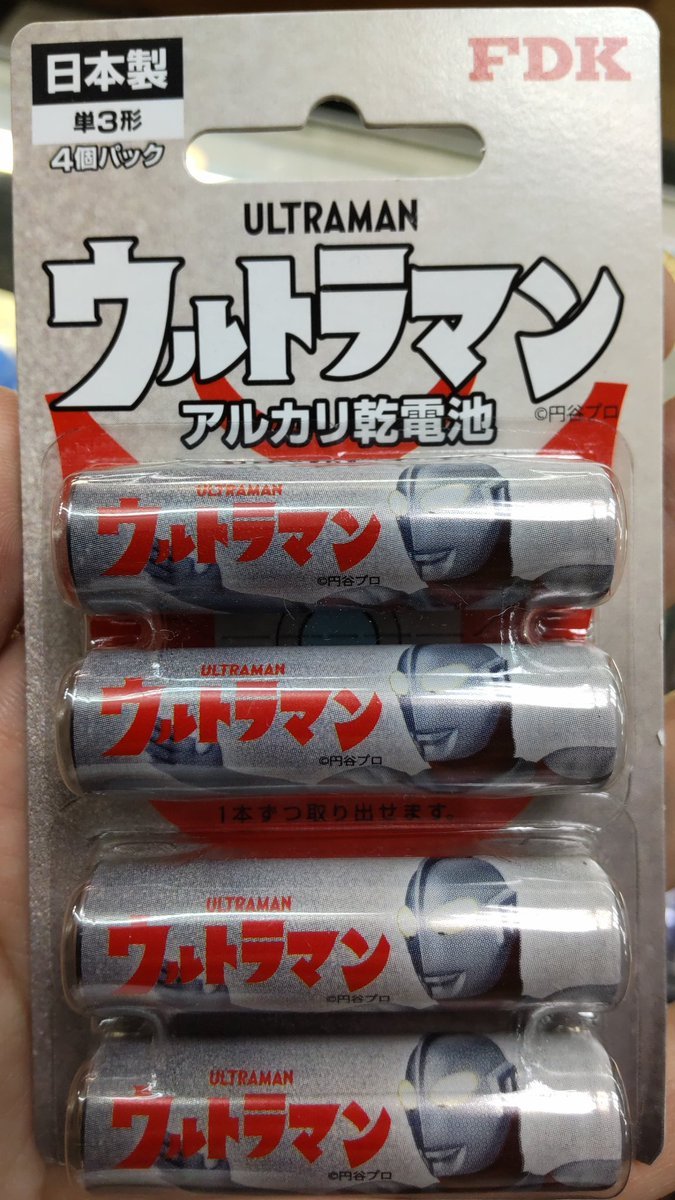 日本製
FDK
単3形
4個パック
ULTRAMAN
ウルトラマン
アルカリ乾電池
©円谷プロ
ULTRAMAN
ウルトラマン
©円谷プロ
ULTRAMAN
ウルトラマン
©円谷プロ
1本ずつ取り出せます。
ULTRAMAN
ウルトラマン
©円谷プロ
ULTRAMAN
ウルトラマン
©円谷プロ